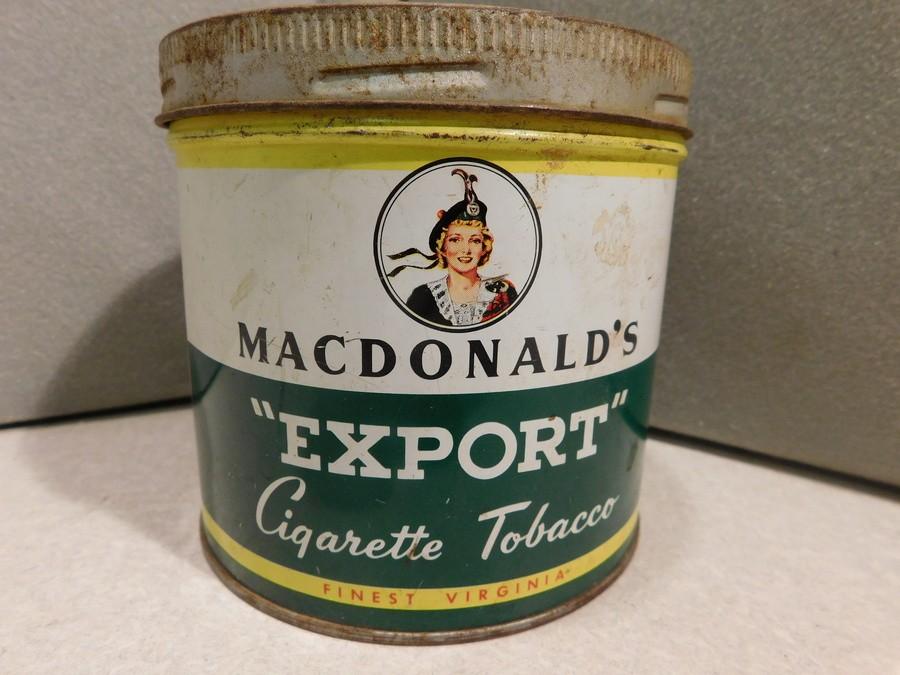 MACDONALD'S
"EXPORT"
Cigarette Tobacco
FINEST VIRGINIA